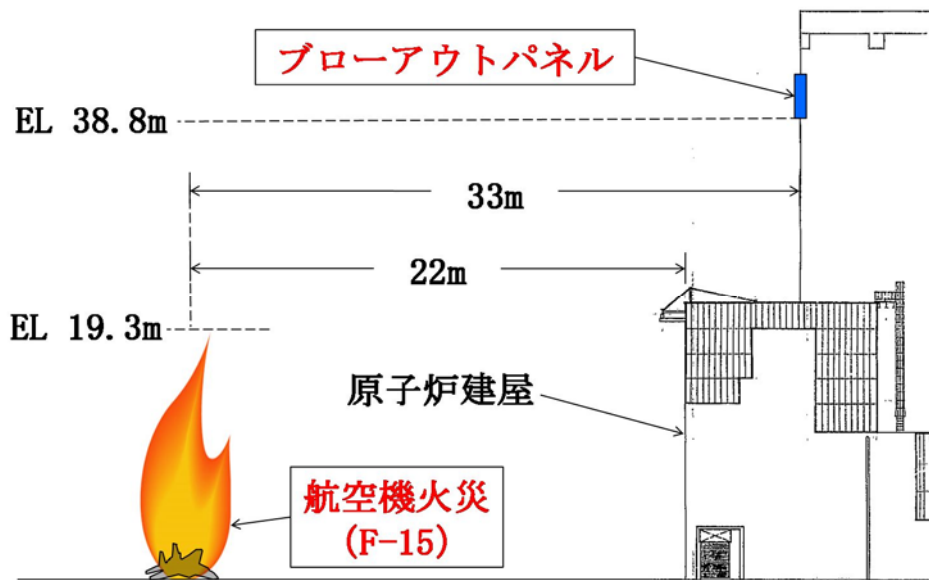 ブローアウトパネル
EL 38.8m
33m
22m
EL 19.3m
原子炉建屋
航空機火災
(F-15)